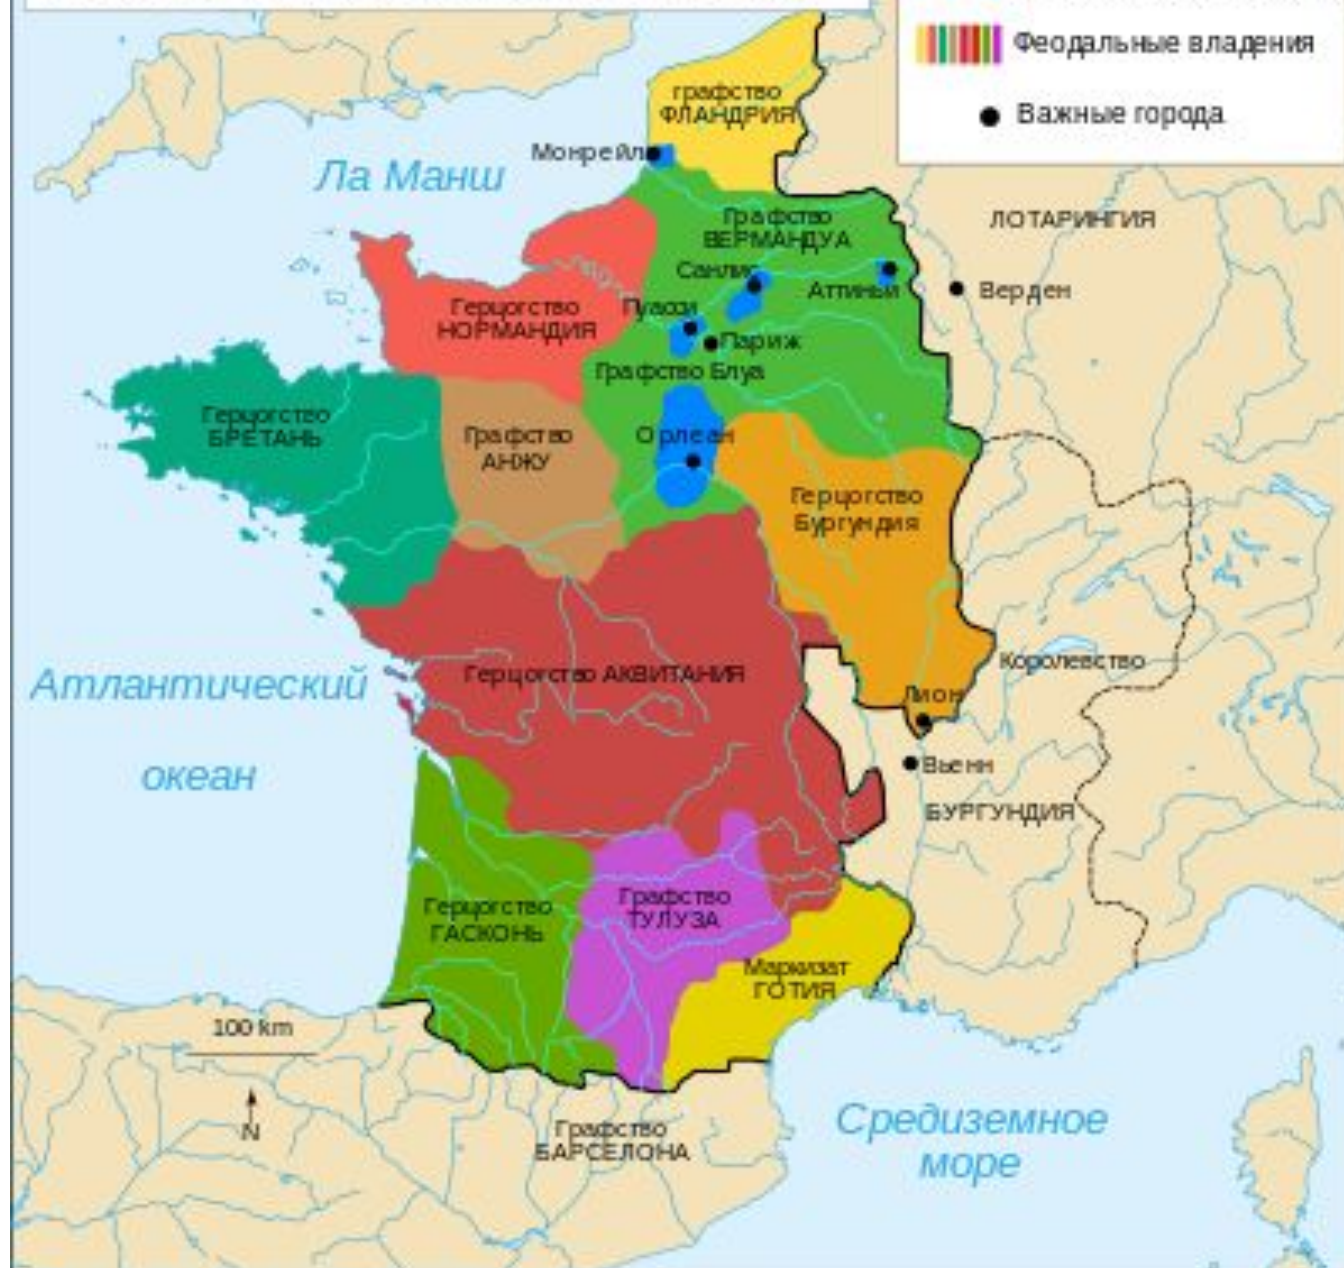 Феодальные владения
Важные города
графство
ФЛАНДРИЯ
Монрейль
Ла Манш
Графство
ВЕРМАНДУА
ЛОТАРИНГИЯ
Санлис
Аттиньи
Верден
Пуасси
Герцогство
НОРМАНДИЯ
Париж
Графство Блуа
Герцогство
БРЕТАНЬ
Графство
АНЖУ
Орлеан
Герцогство
Бургундия
Атлантический
океан
Герцогство АКВИТАНИЯ
Королевство
Лион
Вьенн
БУРГУНДИЯ
Герцогство
ГАСКОНЬ
Графство
ТУЛУЗА
Маркизат
ГОТИЯ
100 km
N
Графство
БАРСЕЛОНА
Средиземное
море